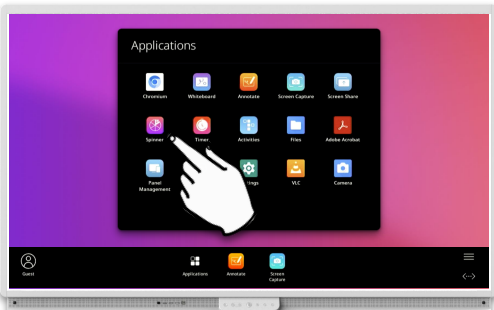 Applications
Chromium Whiteboard Annotate Screen Capture Screen Share
Spinner Timer Activities Files Adobe Acrobat
Panel Management VLC Camera
Guest Applications Annotate Screen Capture